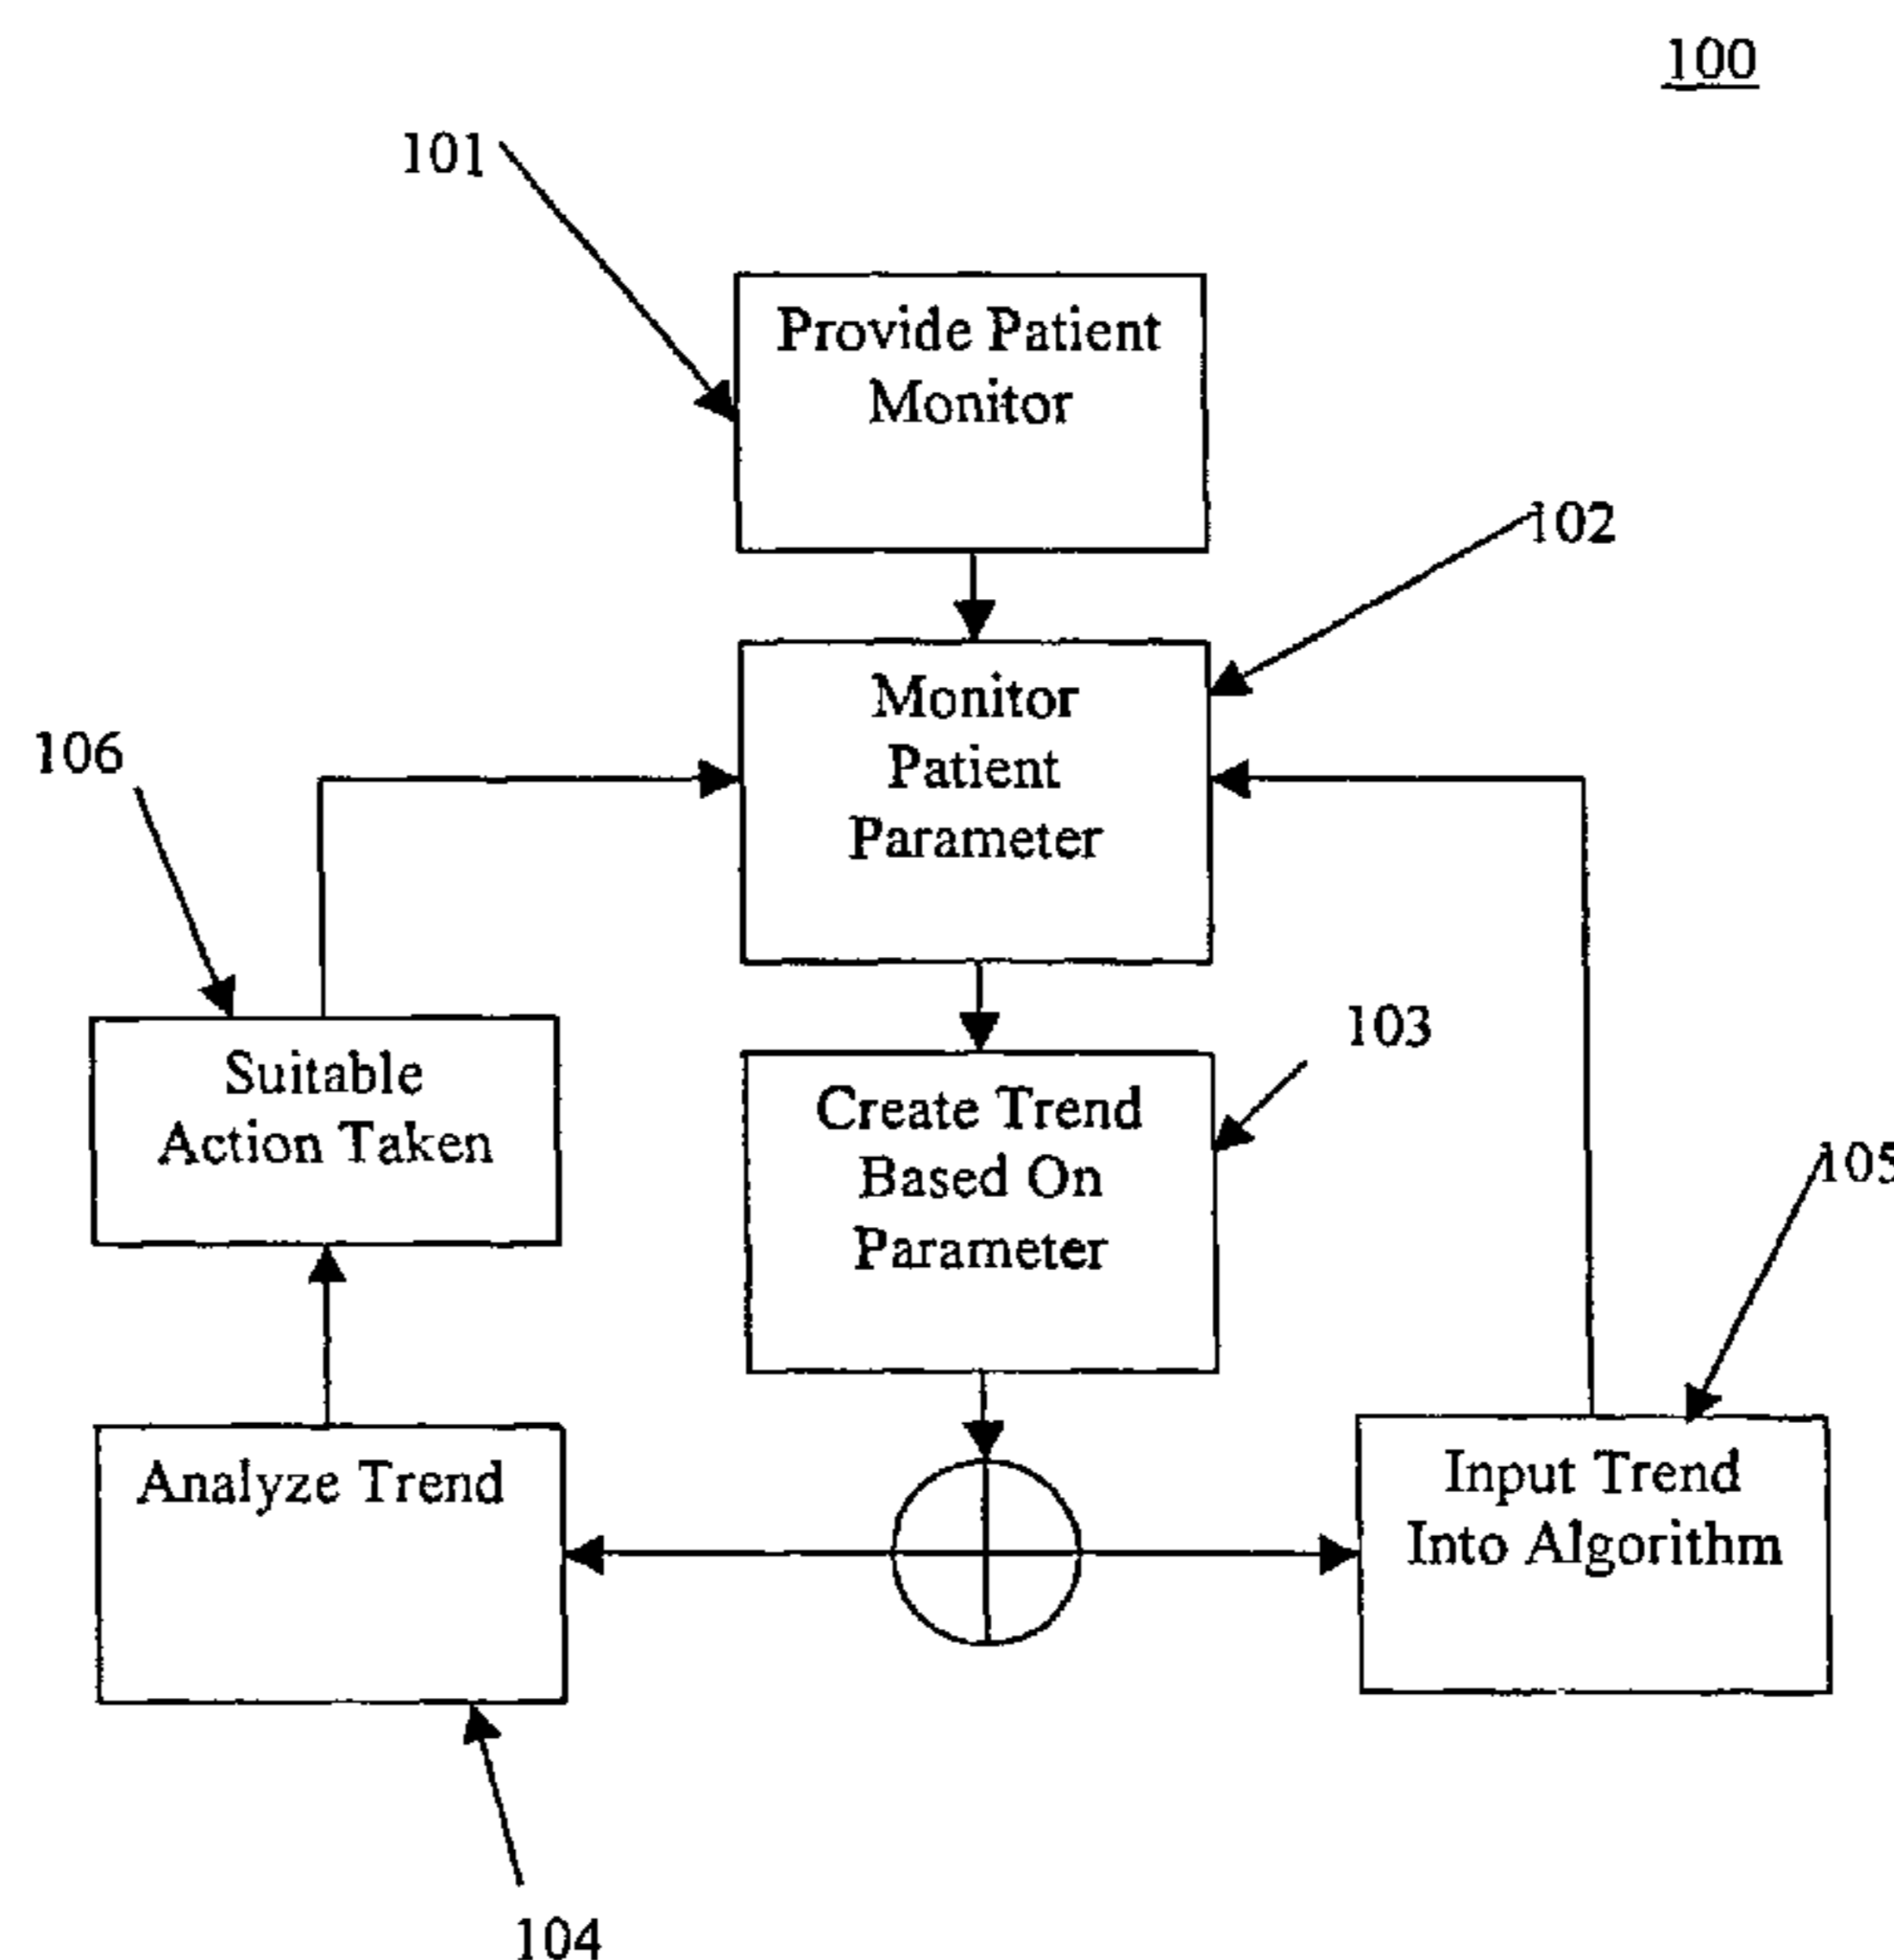 100
101
Provide Patient
Monitor
102
Monitor
Patient
Parameter
106
103
Suitable
Action Taken
Create Trend
Based On
Parameter
105
Analyze Trend
Input Trend
Into Algorithm
104